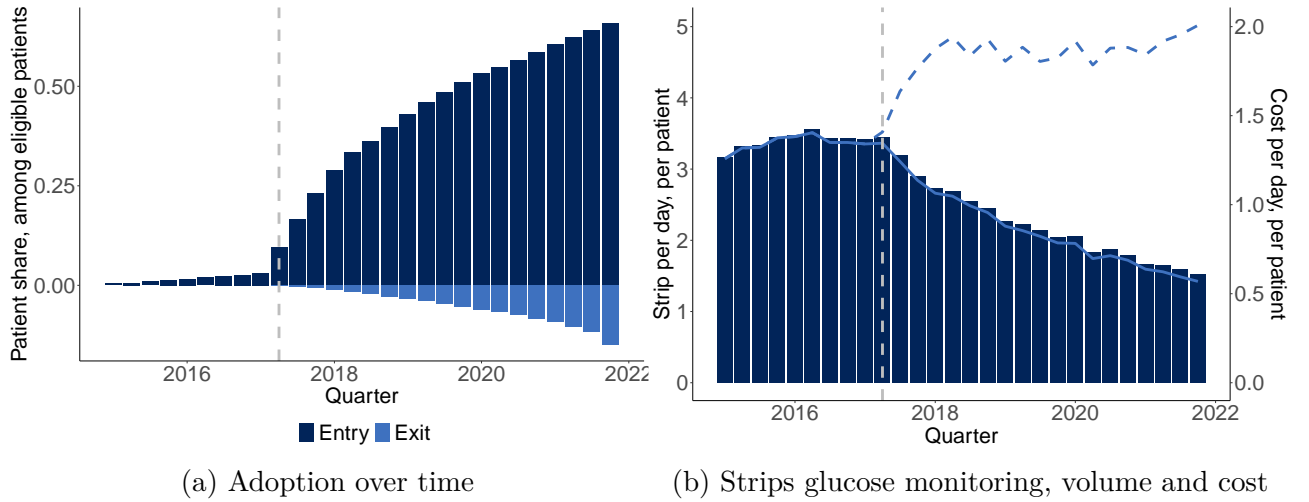 Patient share, among eligible patients
0.50
0.25
0.00
2016
2018
2020
2022
Quarter
Entry
Exit
(a) Adoption over time
Strip per day, per patient
5
4
3
2
1
0
Cost per day, per patient
2.0
1.5
1.0
0.5
0.0
2016
2018
2020
2022
Quarter
(b) Strips glucose monitoring, volume and cost